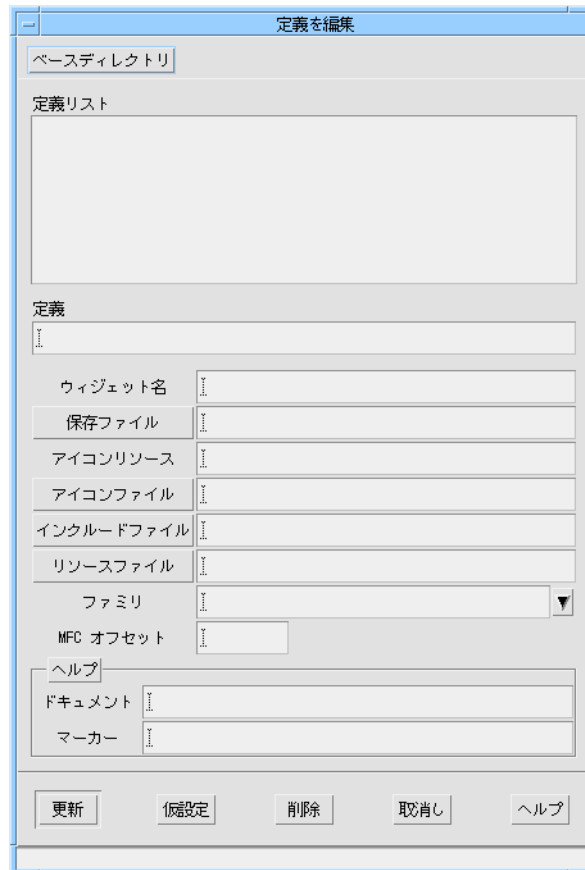 定義を編集
ベースディレクトリ
定義リスト
定義
ウィジェット名
保存ファイル
アイコンリソース
アイコンファイル
インクルードファイル
リソースファイル
ファミリ
MFC オフセット
ヘルプ
ドキュメント
マーカー
更新 仮設定 削除 取消し ヘルプ